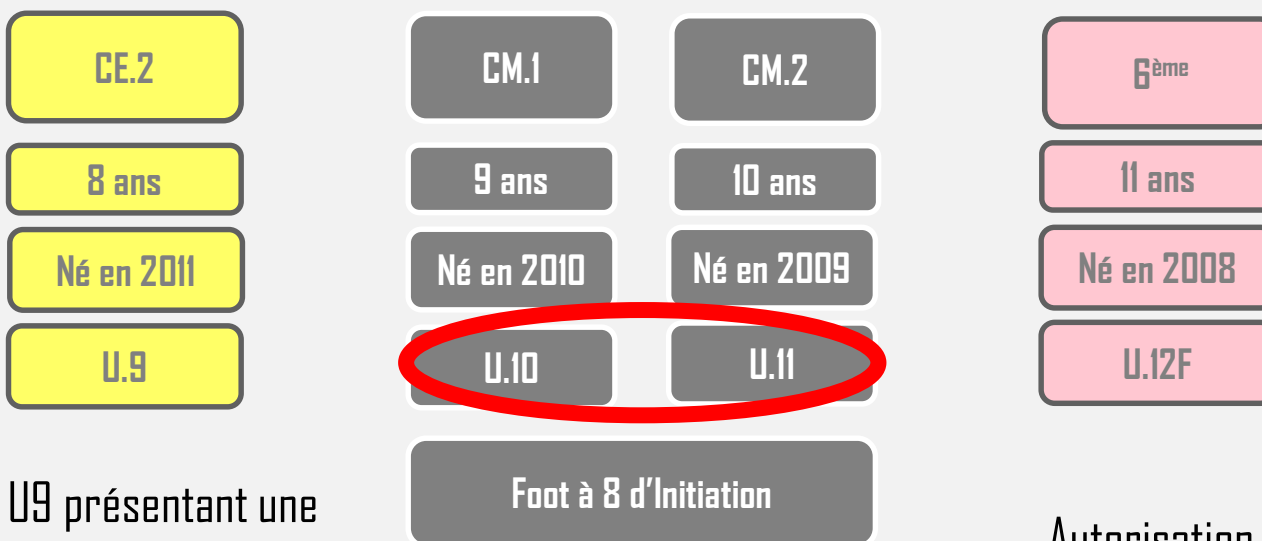 CE.2
CM.1
CM.2
6ème
8 ans
9 ans
10 ans
11 ans
Né en 2011
Né en 2010
Né en 2009
Né en 2008
U.9
U.10
U.11
U.12F
Foot à 8 d'Initiation
U9 présentant une
Autorisation